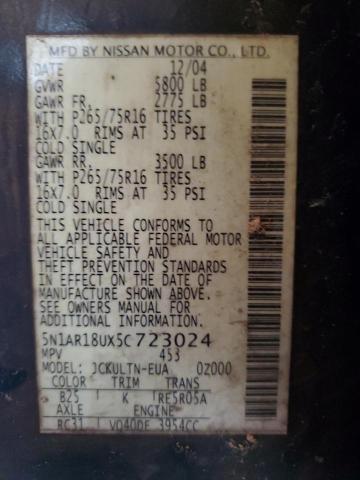 MFD BY NISSAN MOTOR CO., LTD.
DATE 12/04
GVWR 5800 LB
GAWR FR. 2775 LB
WITH P265/75R16 TIRES
16X7.0 RIMS AT 35 PSI
COLD SINGLE
GAWR RR. 3500 LB
WITH P265/75R16 TIRES
16X7.0 RIMS AT 35 PSI
COLD SINGLE
THIS VEHICLE CONFORMS TO
ALL APPLICABLE FEDERAL MOTOR
VEHICLE SAFETY AND
THEFT PREVENTION STANDARDS
IN EFFECT ON THE DATE OF
MANUFACTURE SHOWN ABOVE.
SEE OWNERS MANUAL FOR
ADDITIONAL INFORMATION.
5N1AR18UX5C723024
MPV 453
MODEL: JCKULTN-EUA 0Z000
COLOR TRIM TRANS
B25 K RE5R05A
AXLE ENGINE
RC31 VQ40DE 3954CC